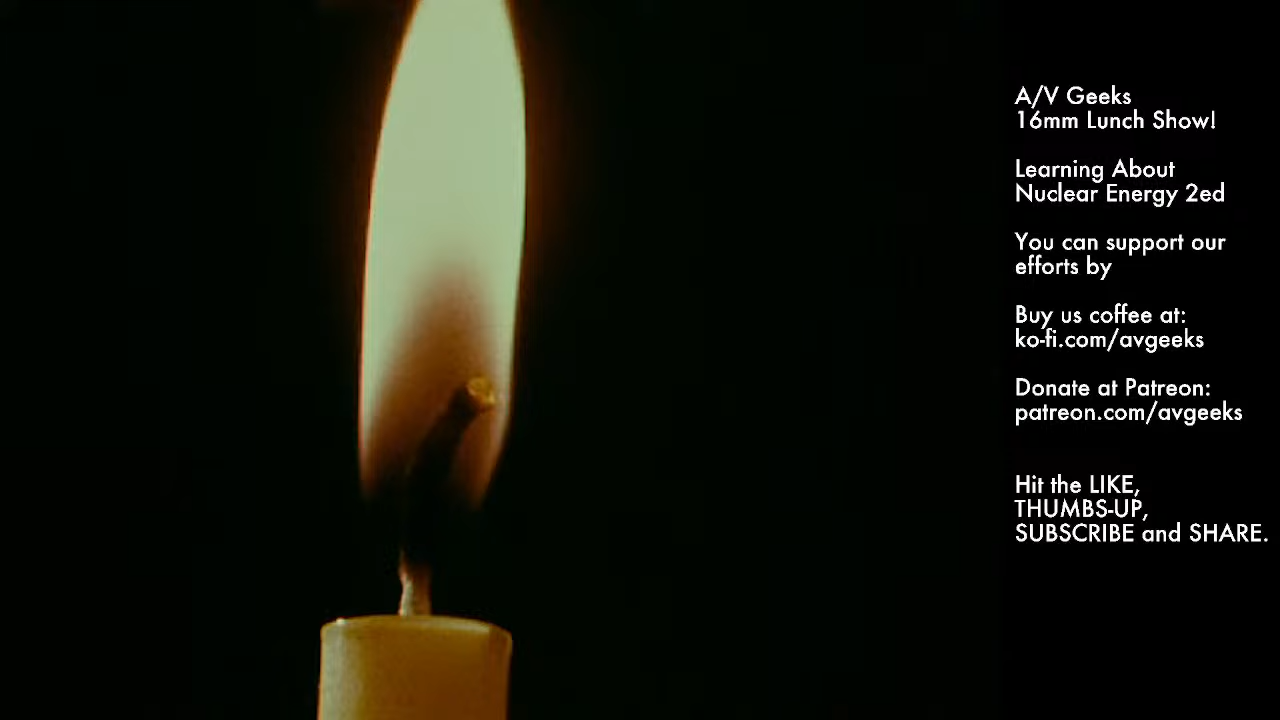 A/V Geeks
16mm Lunch Show!
Learning About
Nuclear Energy 2ed
You can support our
efforts by
Buy us coffee at:
ko-fi.com/avgeeks
Donate at Patreon:
patreon.com/avgeeks
Hit the LIKE,
THUMBS-UP,
SUBSCRIBE and SHARE.